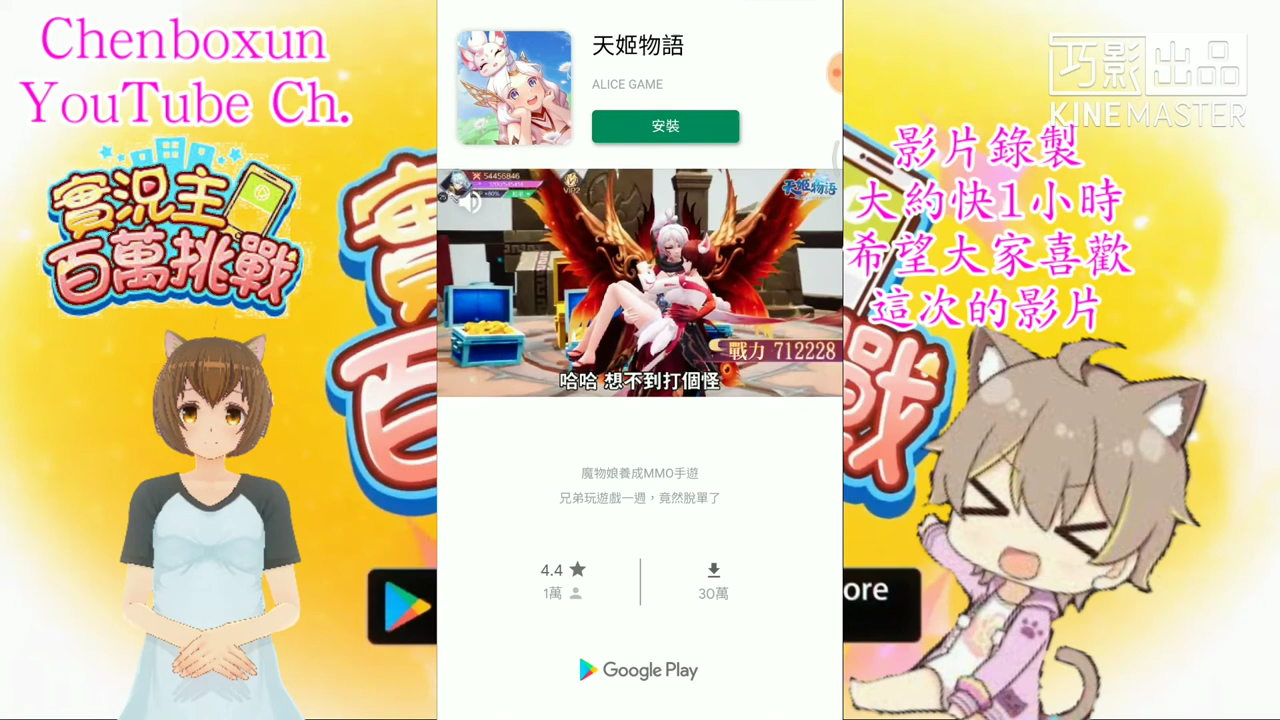 Chenboxun
YouTube Ch.
實況主
百萬挑戰
天姬物語
ALICE GAME
安裝
54456846
VIP2
天姬物語
戰力 712228
哈哈 想不到打個怪
魔物娘養成MMO手遊
兄弟玩遊戲一週，竟然脫單了
4.4
1萬
30萬
Google Play
巧影出品
KINEMASTER
影片錄製
大約快1小時
希望大家喜歡
這次的影片
實
百
戰
ore